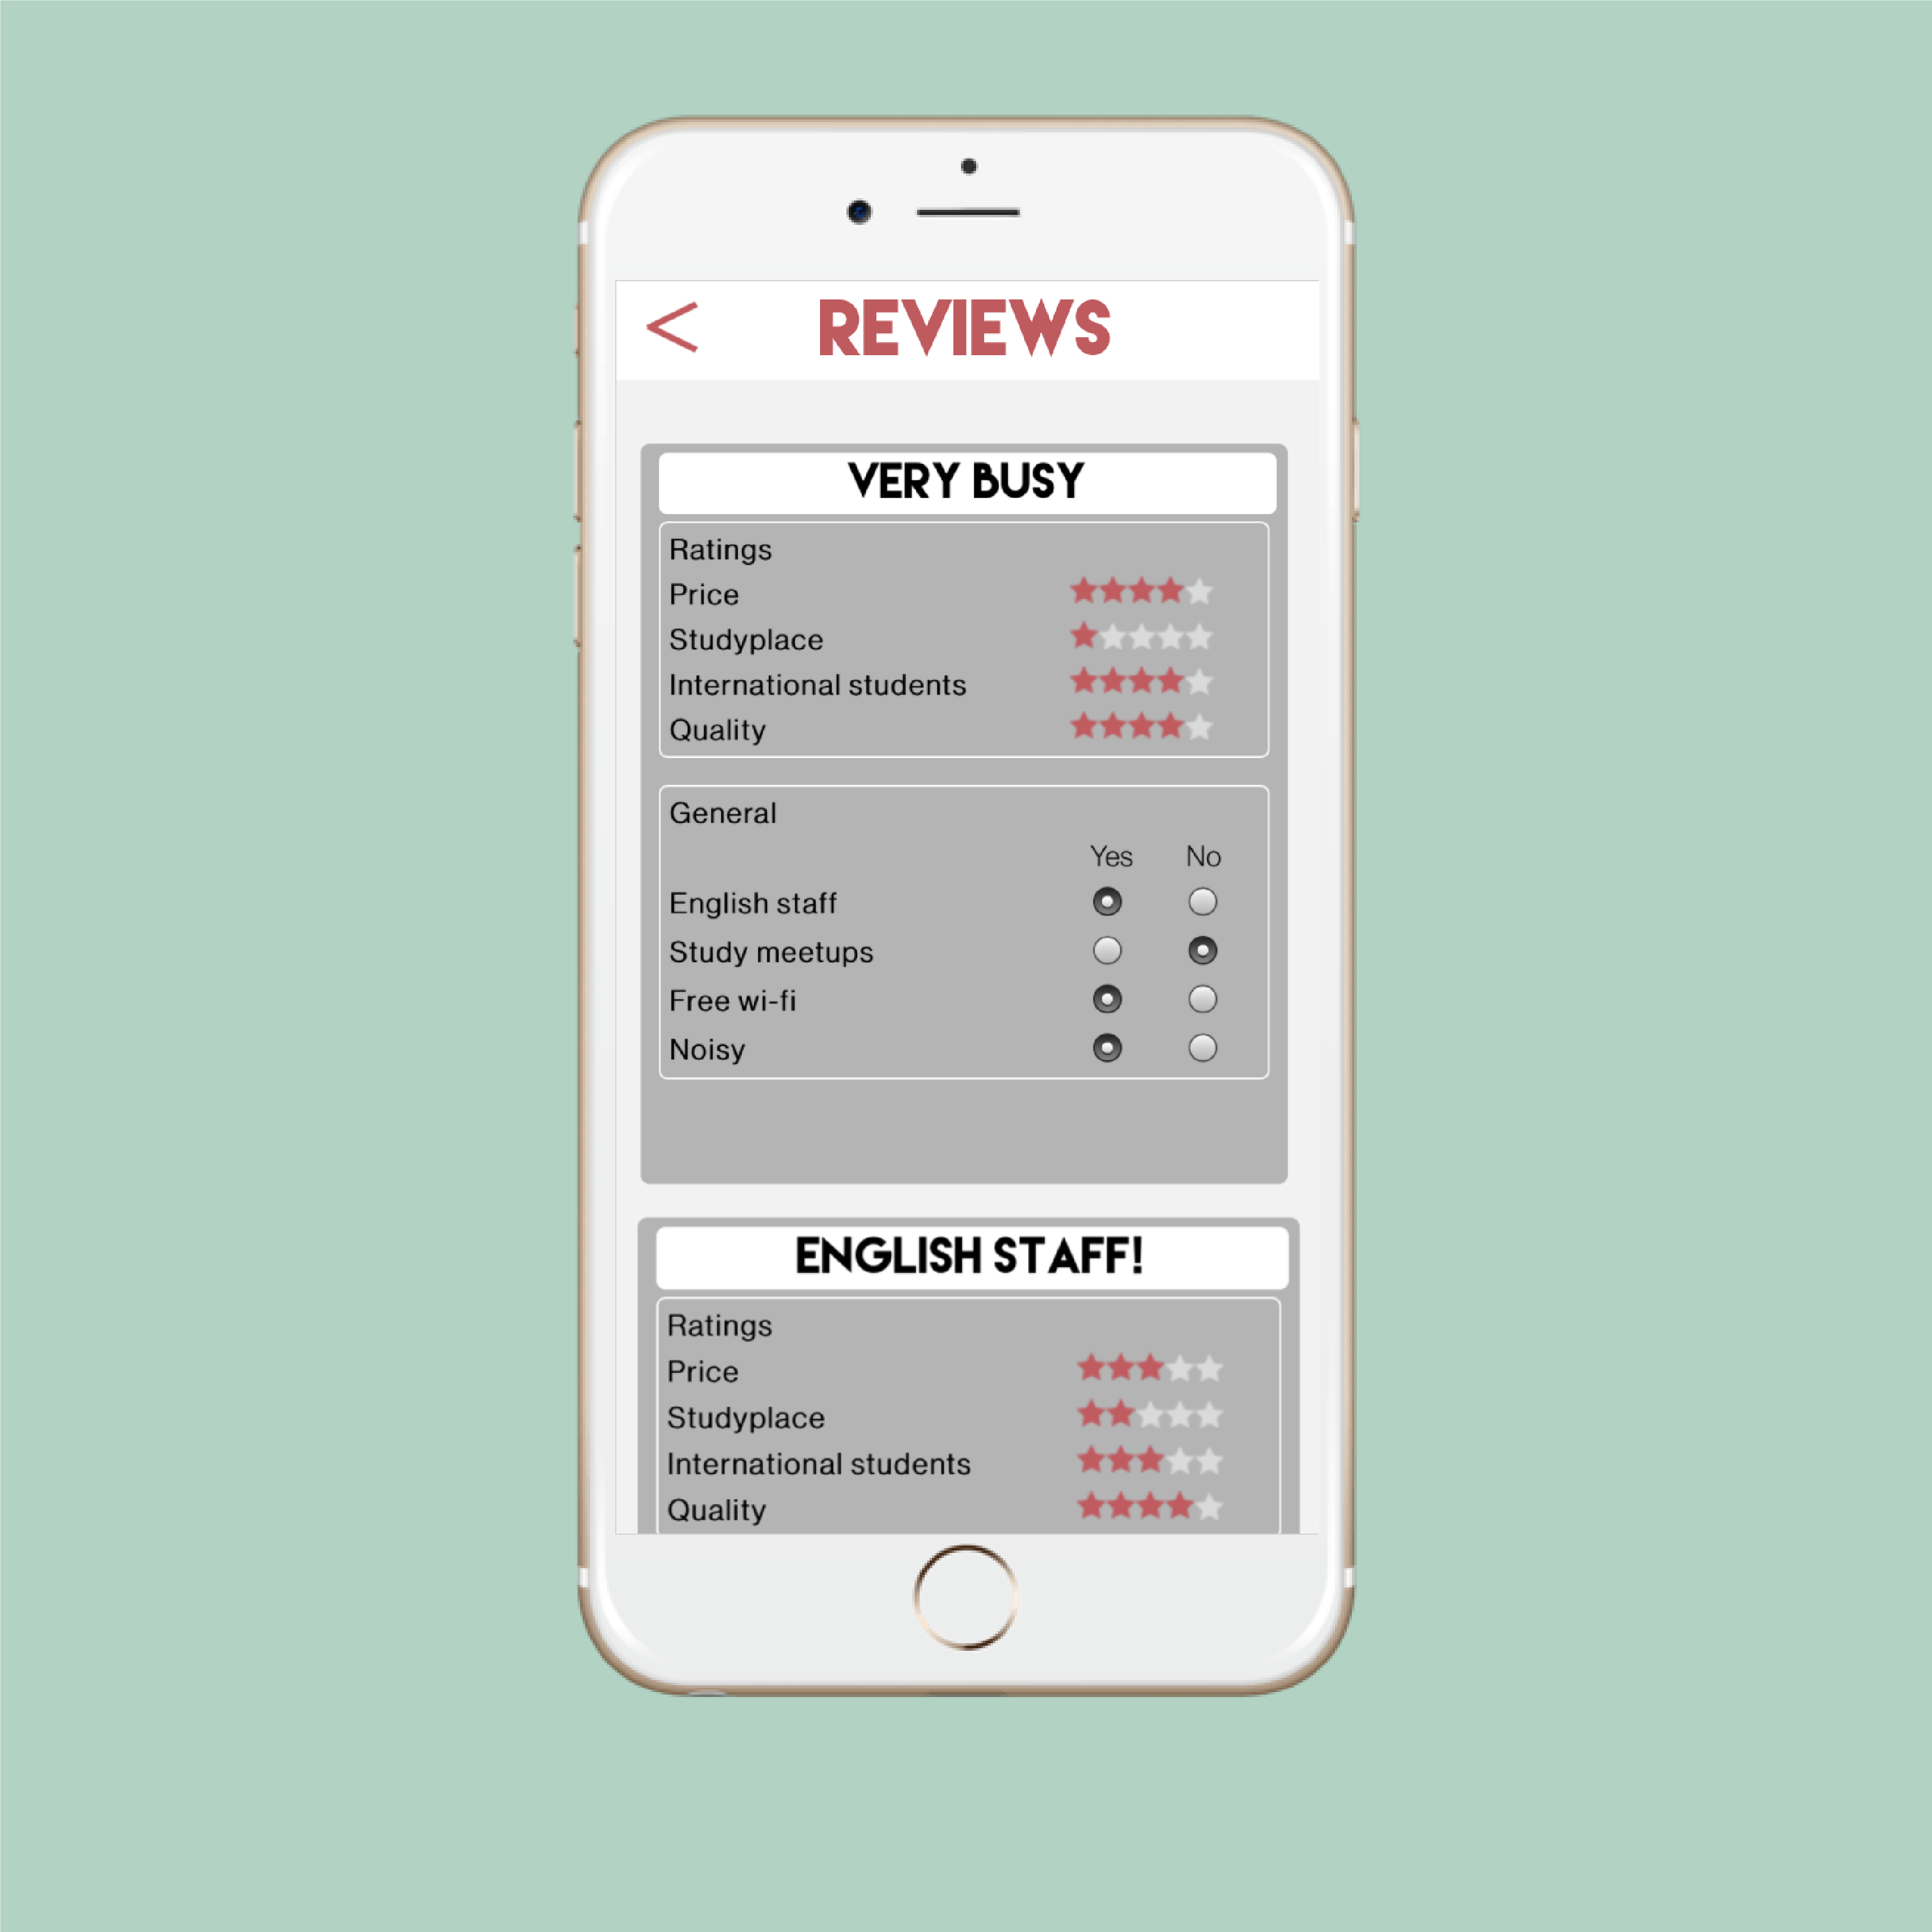 REVIEWS
VERY BUSY
Ratings
Price
Studyplace
International students
Quality
General
Yes No
English staff
Study meetups
Free wi-fi
Noisy
ENGLISH STAFF!
Ratings
Price
Studyplace
International students
Quality